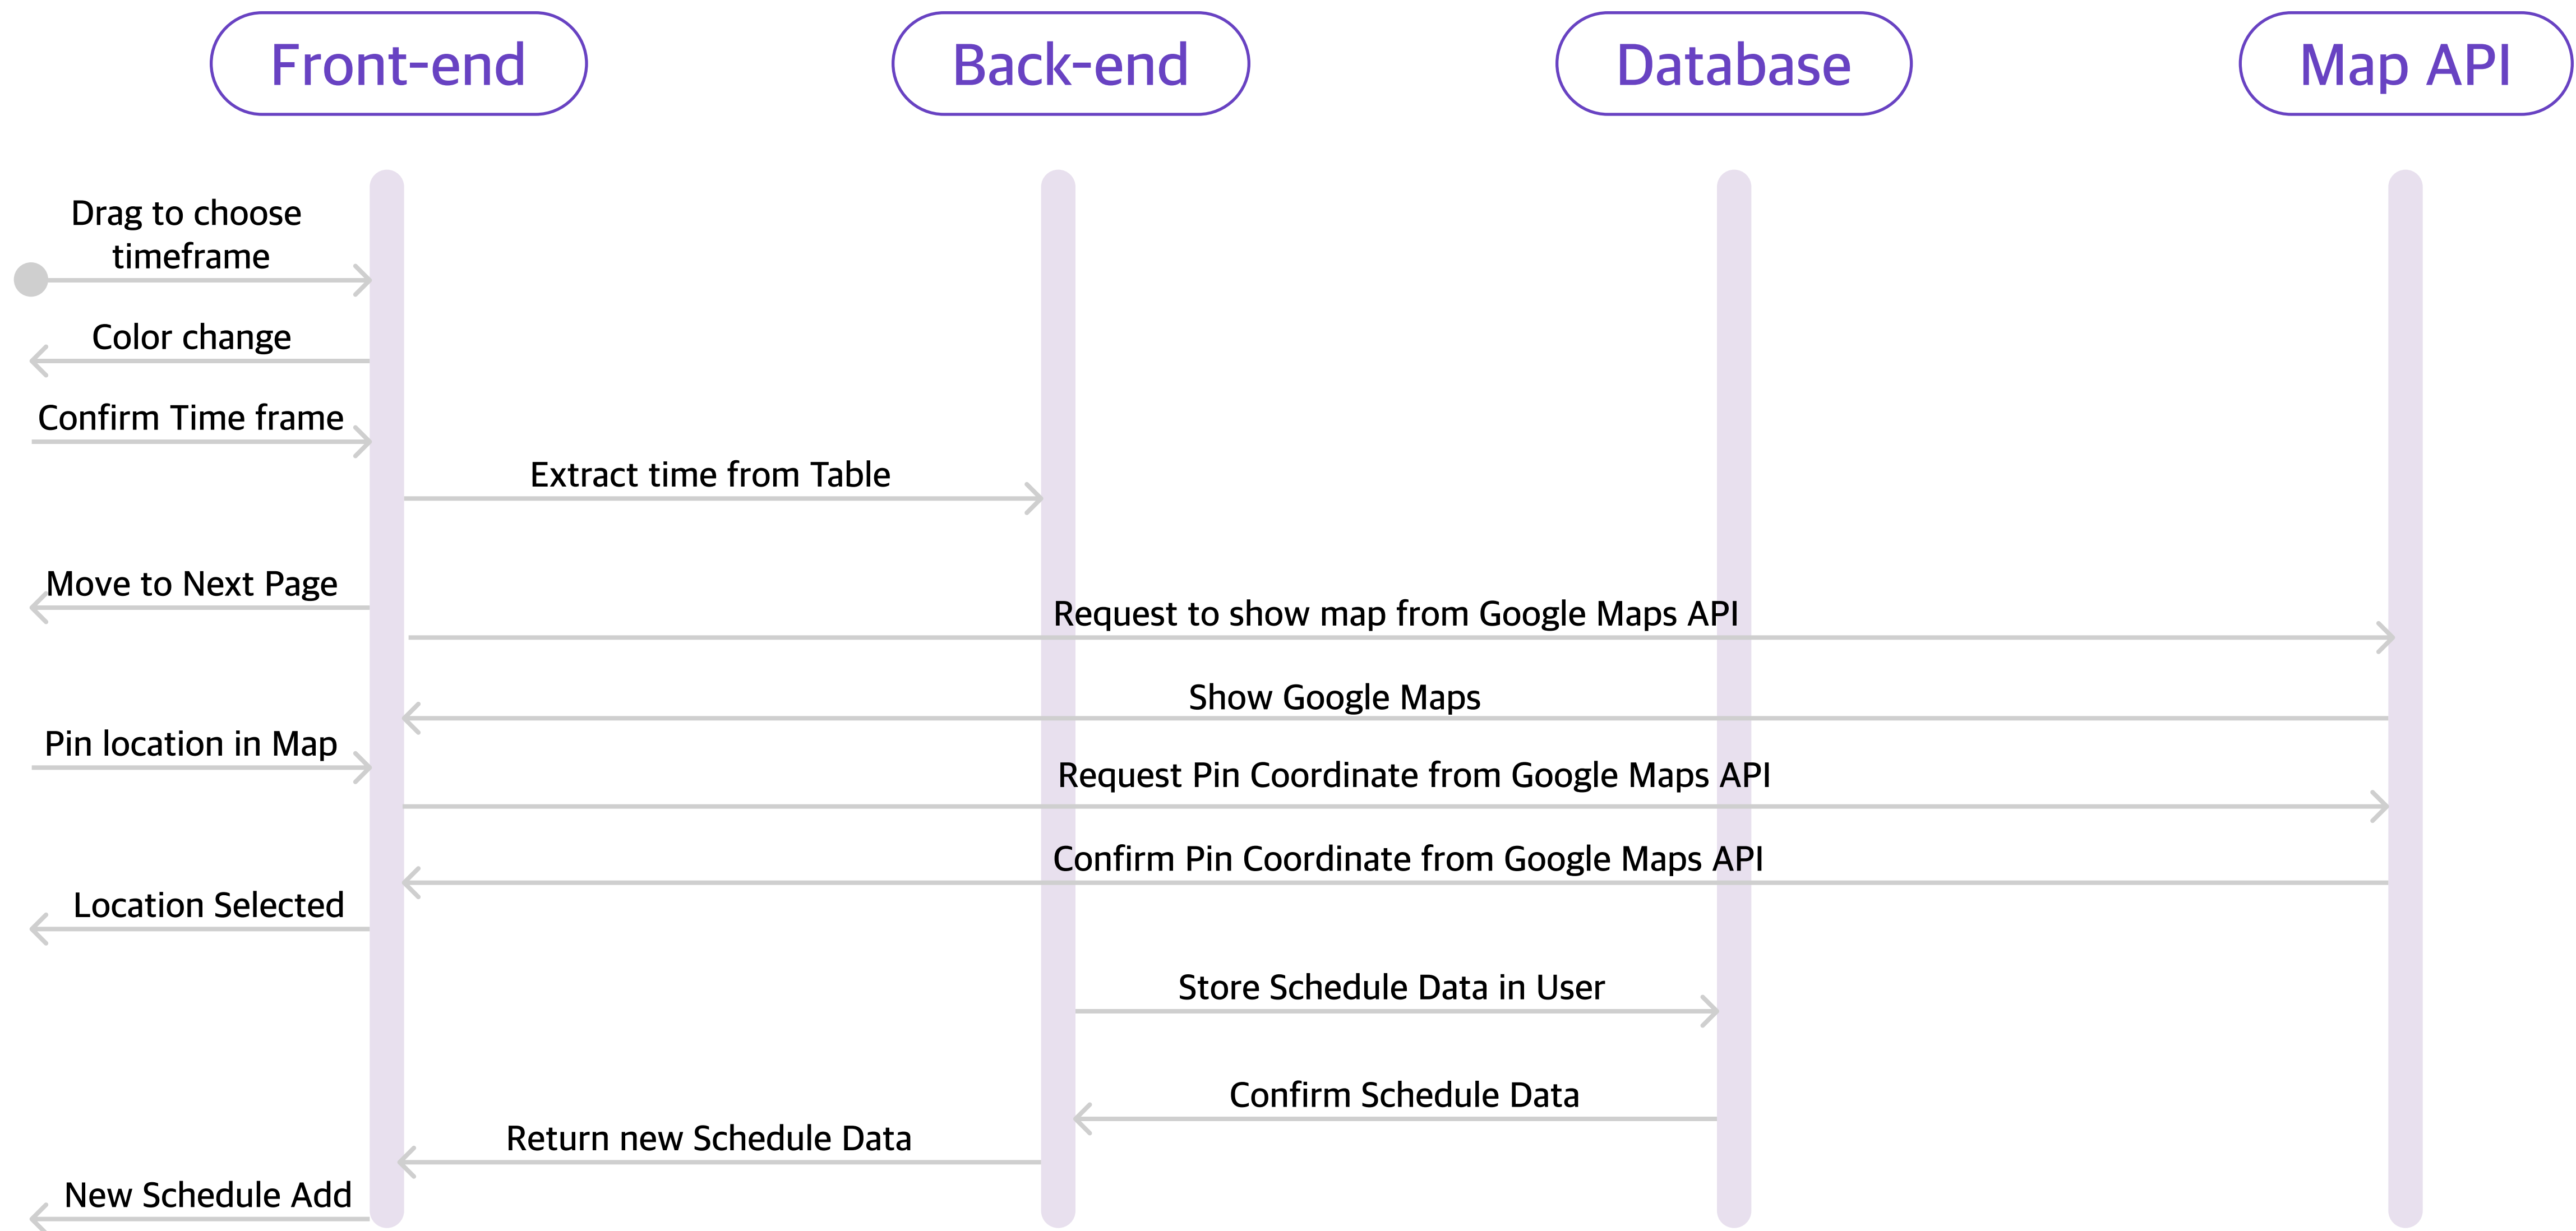 Front-end
Back-end
Database
Map API
Drag to choose
timeframe
Color change
Confirm Time frame
Extract time from Table
Move to Next Page
Request to show map from Google Maps API
Show Google Maps
Pin location in Map
Request Pin Coordinate from Google Maps API
Confirm Pin Coordinate from Google Maps API
Location Selected
Store Schedule Data in User
Confirm Schedule Data
Return new Schedule Data
New Schedule Add